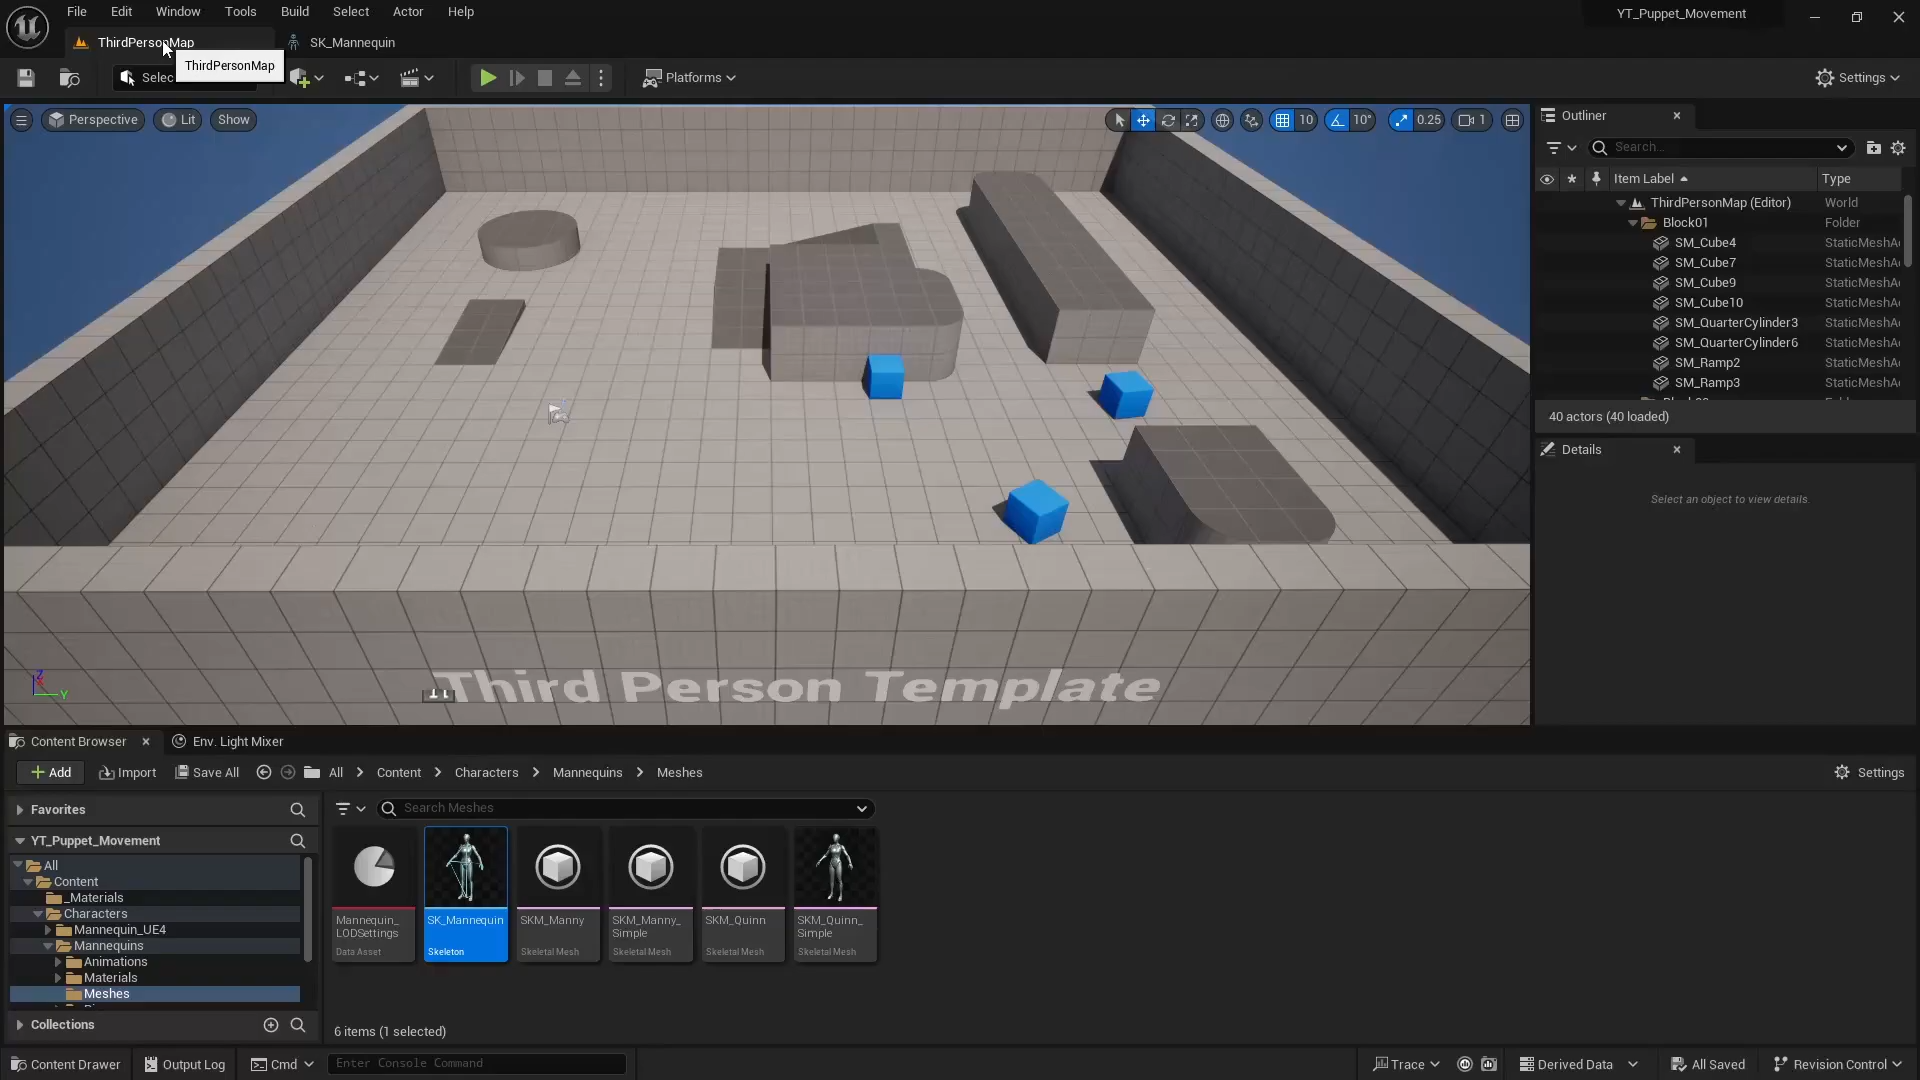 File Edit Window Tools Build Select Actor Help
YT_Puppet_Movement
ThirdPersonMap
SK_Mannequin
ThirdPersonMap
Selec
Platforms
Settings
Perspective
Lit
Show
10
10°
0.25
1
Outliner
Search...
Item Label
Type
ThirdPersonMap (Editor) World
Block01 Folder
SM_Cube4 StaticMeshA
SM_Cube7 StaticMeshA
SM_Cube9 StaticMeshA
SM_Cube10 StaticMeshA
SM_QuarterCylinder3 StaticMeshA
SM_QuarterCylinder6 StaticMeshA
SM_Ramp2 StaticMeshA
SM_Ramp3 StaticMeshA
40 actors (40 loaded)
Details
Select an object to view details.
Third Person Template
Z
Y
Content Browser
Env. Light Mixer
Add
Import
Save All
All > Content > Characters > Mannequins > Meshes
Settings
Favorites
YT_Puppet_Movement
All
Content
_Materials
Characters
Mannequin_UE4
Mannequins
Animations
Materials
Meshes
Collections
Search Meshes
Mannequin_
LODSettings
Data Asset
SK_Mannequin
Skeleton
SKM_Manny
Skeletal Mesh
SKM_Manny_
Simple
Skeletal Mesh
SKM_Quinn
Skeletal Mesh
SKM_Quinn_
Simple
Skeletal Mesh
6 items (1 selected)
Content Drawer
Output Log
Cmd
Enter Console Command
Trace
Derived Data
All Saved
Revision Control